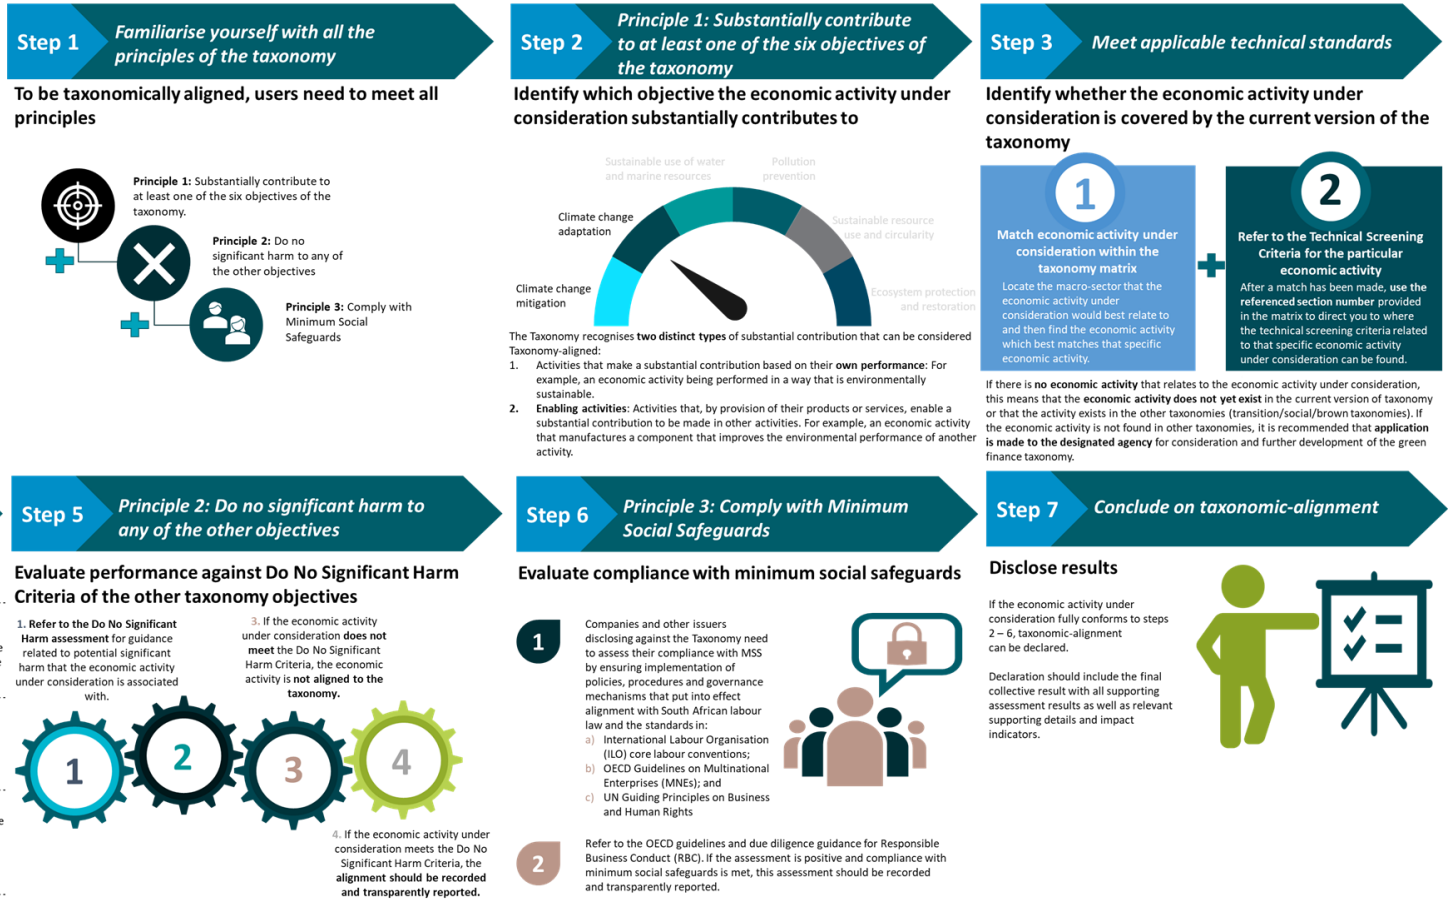 Step 1
Familiarise yourself with all the
principles of the taxonomy
To be taxonomically aligned, users need to meet all
principles
Principle 1: Substantially contribute to
at least one of the six objectives of the
taxonomy.
Principle 2: Do no
significant harm to any of
the other objectives
Principle 3: Comply with
Minimum Social
Safeguards
Step 2
Principle 1: Substantially contribute
to at least one of the six objectives of
the taxonomy
Identify which objective the economic activity under
consideration substantially contributes to
Sustainable use of water
and marine resources
Pollution
prevention
Climate change
adaptation
Sustainable resource
use and circularity
Climate change
mitigation
Ecosystem protection
and restoration
The Taxonomy recognises two distinct types of substantial contribution that can be considered
Taxonomy-aligned:
1. Activities that make a substantial contribution based on their own performance: For
example, an economic activity being performed in a way that is environmentally
sustainable.
2. Enabling activities: Activities that, by provision of their products or services, enable a
substantial contribution to be made in other activities. For example, an economic activity
that manufactures a component that improves the environmental performance of another
activity.
Step 3
Meet applicable technical standards
Identify whether the economic activity under
consideration is covered by the current version of the
taxonomy
1
Match economic activity under
consideration within the
taxonomy matrix
Locate the macro-sector that the
economic activity under
consideration would best relate to
and then find the economic activity
which best matches that specific
economic activity.
2
Refer to the Technical Screening
Criteria for the particular
economic activity
After a match has been made, use the
referenced section number provided
in the matrix to direct you to where
the technical screening criteria related
to that specific economic activity
under consideration can be found.
If there is no economic activity that relates to the economic activity under consideration,
this means that the economic activity does not yet exist in the current version of taxonomy
or that the activity exists in the other taxonomies (transition/social/brown taxonomies). If
the economic activity is not found in other taxonomies, it is recommended that application
is made to the designated agency for consideration and further development of the green
finance taxonomy.
Step 5
Principle 2: Do no significant harm to
any of the other objectives
Evaluate performance against Do No Significant Harm
Criteria of the other taxonomy objectives
1. Refer to the Do No Significant
Harm assessment for guidance
related to potential significant
harm that the economic activity
under consideration is associated
with.
3. If the economic activity
under consideration does not
meet the Do No Significant
Harm Criteria, the economic
activity is not aligned to the
taxonomy.
1
2
3
4
4. If the economic activity under
consideration meets the Do No
Significant Harm Criteria, the
alignment should be recorded
and transparently reported.
Step 6
Principle 3: Comply with Minimum
Social Safeguards
Evaluate compliance with minimum social safeguards
1
Companies and other issuers
disclosing against the Taxonomy need
to assess their compliance with MSS
by ensuring implementation of
policies, procedures and governance
mechanisms that put into effect
alignment with South African labour
law and the standards in:
a) International Labour Organisation
(ILO) core labour conventions;
b) OECD Guidelines on Multinational
Enterprises (MNEs); and
c) UN Guiding Principles on Business
and Human Rights
2
Refer to the OECD guidelines and due diligence guidance for Responsible
Business Conduct (RBC). If the assessment is positive and compliance with
minimum social safeguards is met, this assessment should be recorded
and transparently reported.
Step 7
Conclude on taxonomic-alignment
Disclose results
If the economic activity under
consideration fully conforms to steps
2 – 6, taxonomic-alignment
can be declared.
Declaration should include the final
collective result with all supporting
assessment results as well as relevant
supporting details and impact
indicators.